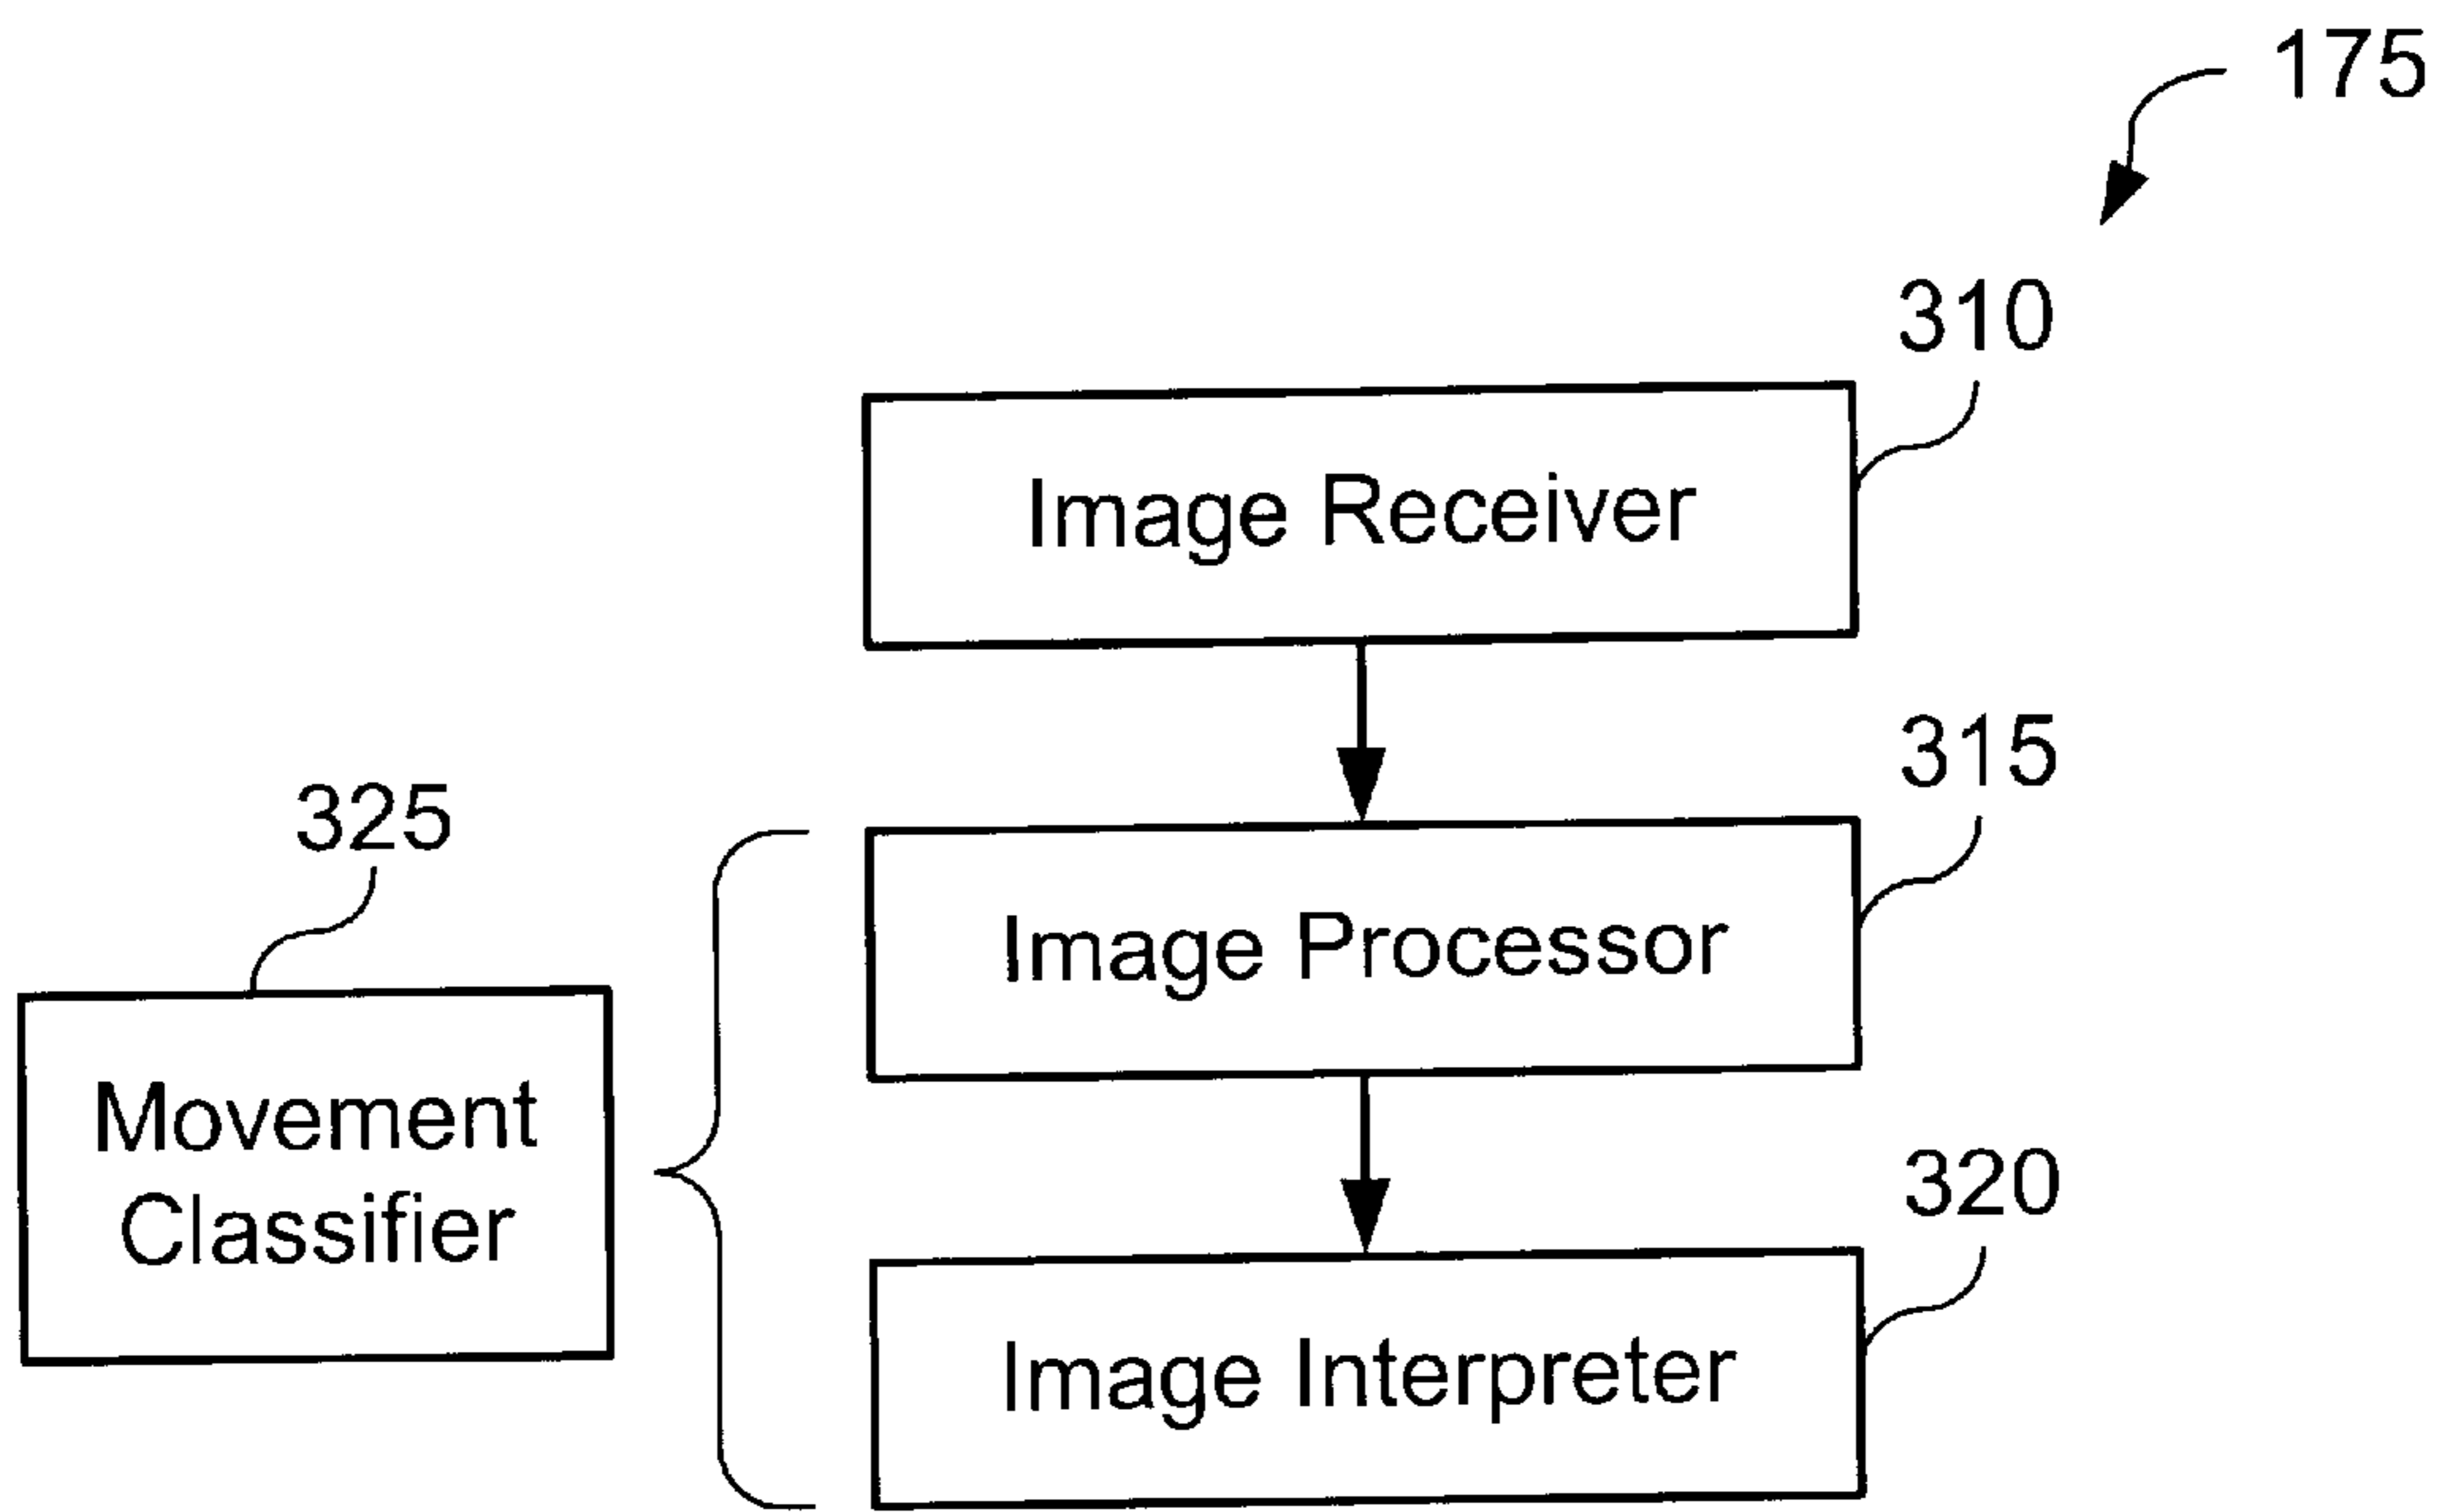 175
310
Image Receiver
315
325
Image Processor
Movement
Classifier
320
Image Interpreter